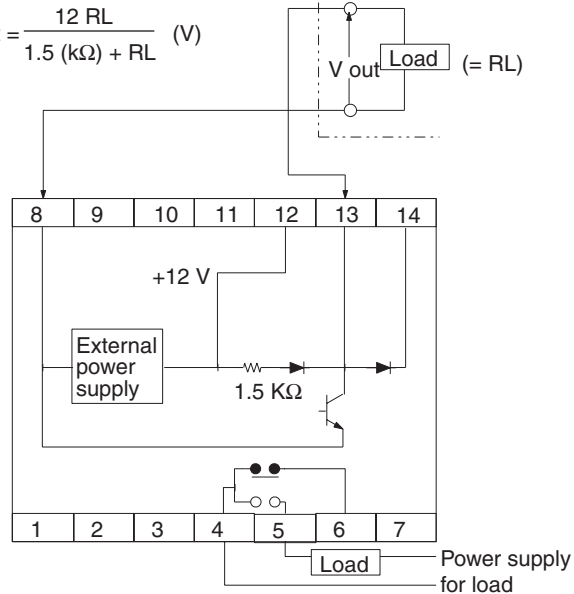 = 12 RL / 1.5 (kΩ) + RL (V)
V out
Load
(= RL)
8 9 10 11 12 13 14
+12 V
External
power
supply
1.5 KΩ
1 2 3 4 5 6 7
Load
Power supply
for load